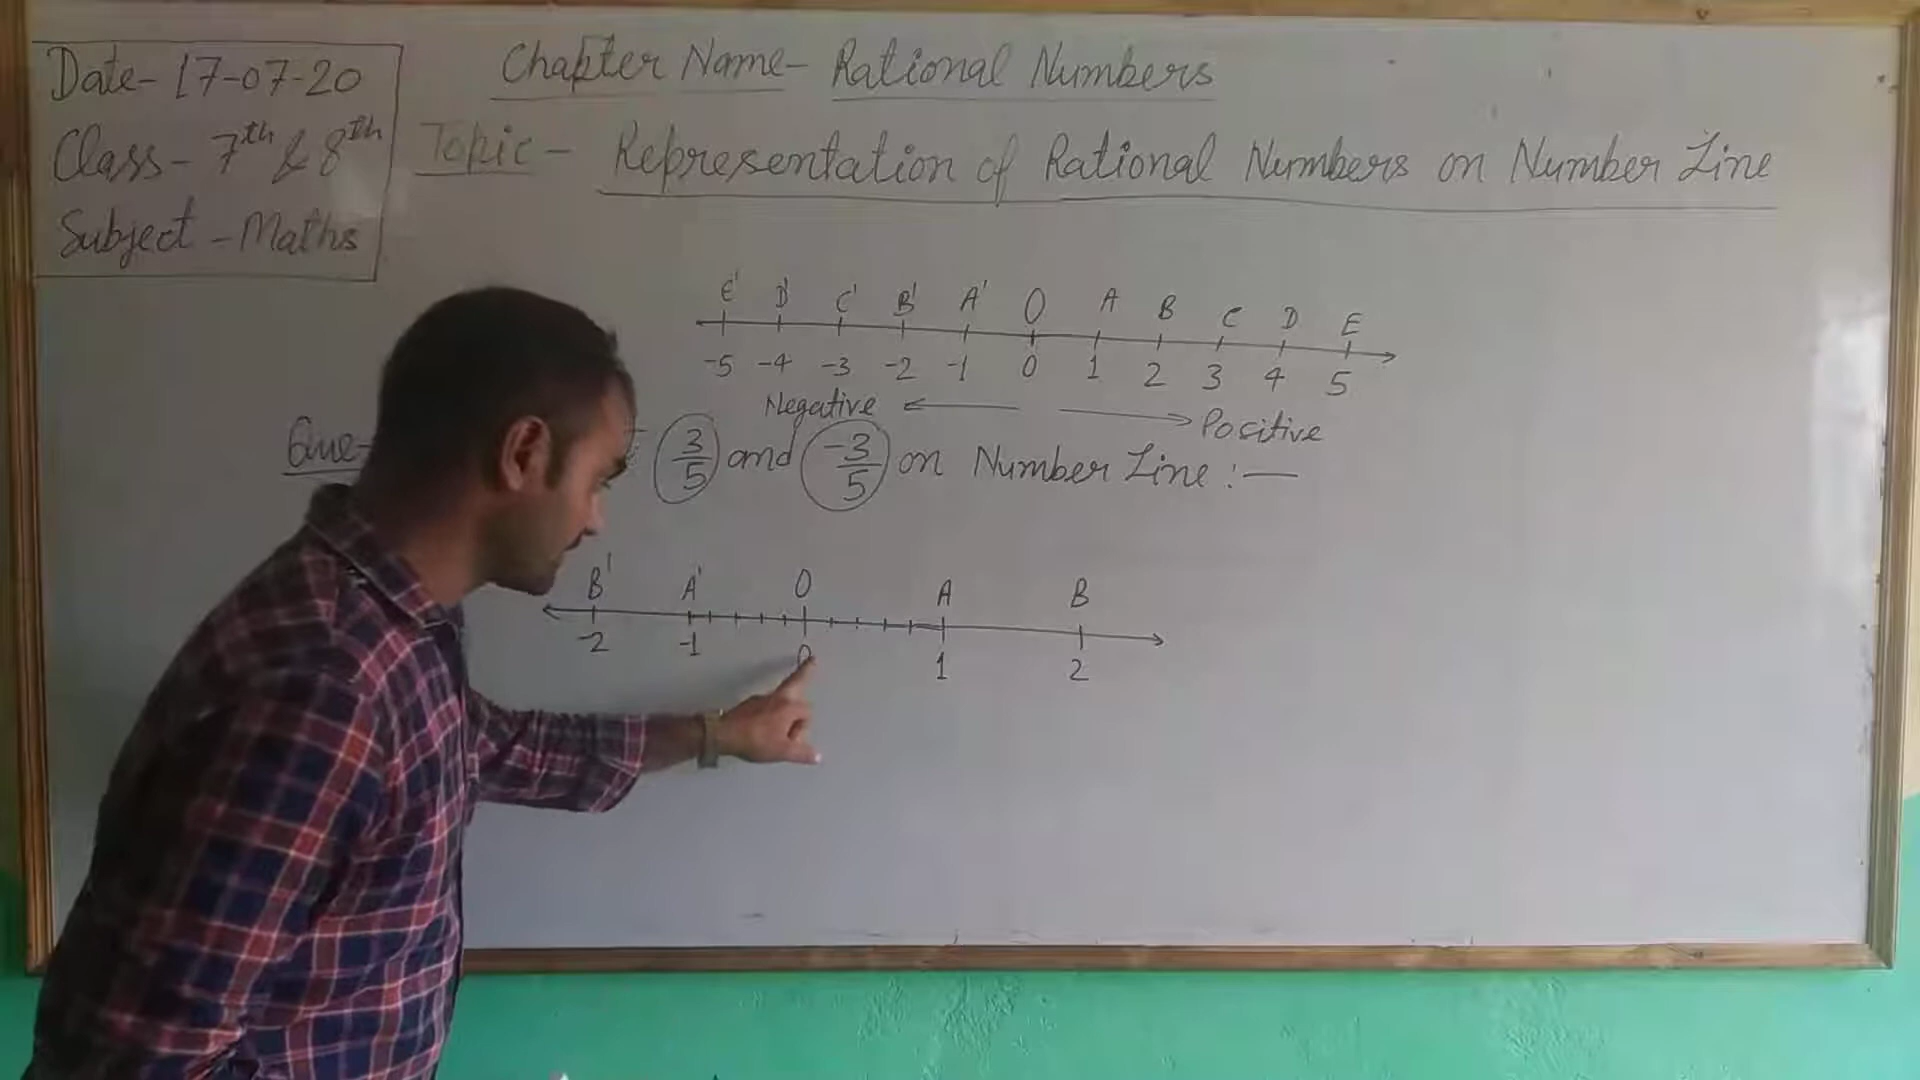 Date- 17-07-20
Class- 7th & 8th
Subject - Maths
Chapter Name- Rational Numbers
Topic - Representation of Rational Numbers on Number Line
E' D' C' B' A' O A B C D E
-5 -4 -3 -2 -1 0 1 2 3 4 5
Negative Positive
Que- 3/5 and -3/5 on Number Line :-
B' A' O A B
-2 -1 0 1 2